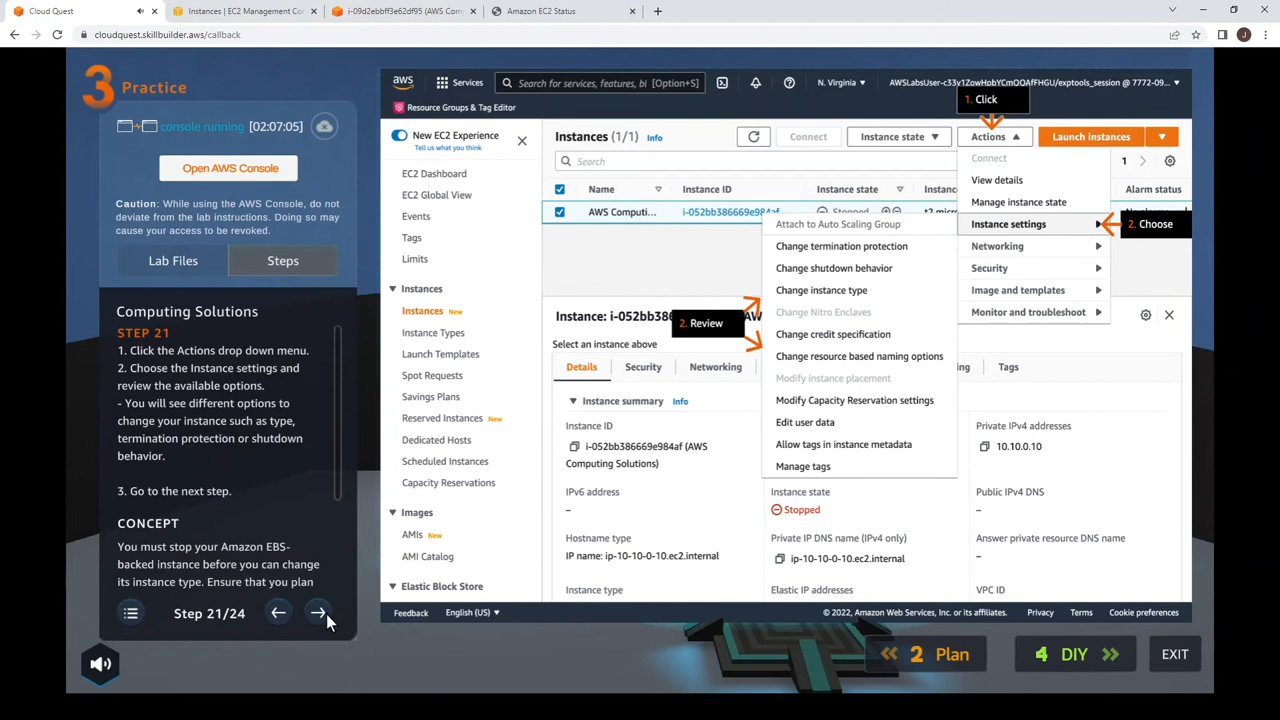 Cloud Quest
Instances | EC2 Management Con
i-09d2ebbff3e62df95 (AWS Comp
Amazon EC2 Status
cloudquest.skillbuilder.aws/callback
J
3 Practice
console running [02:07:05]
Open AWS Console
Caution: While using the AWS Console, do not
deviate from the lab instructions. Doing so may
cause your access to be revoked.
Lab Files
Steps
Computing Solutions
STEP 21
1. Click the Actions drop down menu.
2. Choose the Instance settings and
review the available options.
- You will see different options to
change your instance such as type,
termination protection or shutdown
behavior.
3. Go to the next step.
CONCEPT
You must stop your Amazon EBS-
backed instance before you can change
its instance type. Ensure that you plan
Step 21/24
aws
Services
Search for services, features, bl [Option+S]
N. Virginia
Resource Groups & Tag Editor
1. Click
New EC2 Experience
Tell us what you think
EC2 Dashboard
EC2 Global View
Events
Tags
Limits
Instances
Instances New
Instance Types
Launch Templates
Spot Requests
Savings Plans
Reserved Instances New
Dedicated Hosts
Scheduled Instances
Capacity Reservations
Images
AMIs New
AMI Catalog
Elastic Block Store
Instances (1/1) Info
Connect
Instance state
Actions
Launch instances
Search
1
Name
Instance ID
Instance state
Alarm status
AWS Computi...
i-052bb386669e984af
Stopped
t2.micro
Connect
View details
Manage instance state
Instance settings
2. Choose
Networking
Security
Image and templates
Monitor and troubleshoot
Attach to Auto Scaling Group
Change termination protection
Change shutdown behavior
Change instance type
Change Nitro Enclaves
Change credit specification
Change resource based naming options
Modify instance placement
Modify Capacity Reservation settings
Edit user data
Allow tags in instance metadata
Manage tags
2. Review
Instance: i-052bb386
Select an instance above
Details
Security
Networking
Tags
Instance summary Info
Instance ID
i-052bb386669e984af (AWS
Computing Solutions)
Private IPv4 addresses
10.10.0.10
IPv6 address
–
Instance state
Stopped
Public IPv4 DNS
–
Hostname type
IP name: ip-10-10-0-10.ec2.internal
Private IP DNS name (IPv4 only)
ip-10-10-0-10.ec2.internal
Answer private resource DNS name
–
Instance type
Elastic IP addresses
VPC ID
Feedback
English (US)
© 2022, Amazon Web Services, Inc. or its affiliates.
Privacy
Terms
Cookie preferences
2 Plan
4 DIY
EXIT